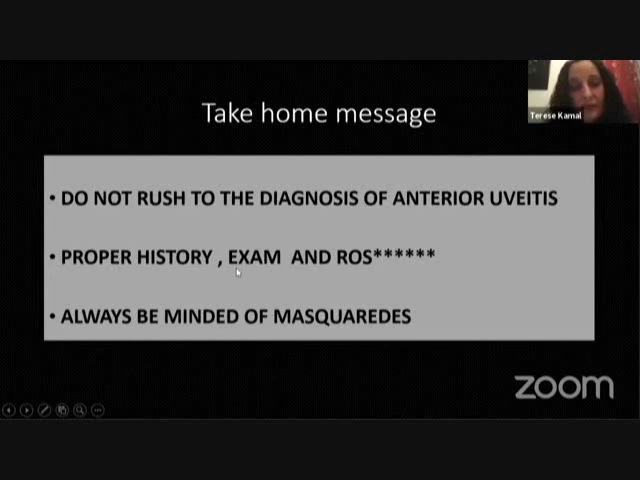 Take home message
Terese Kamal
• DO NOT RUSH TO THE DIAGNOSIS OF ANTERIOR UVEITIS
• PROPER HISTORY , EXAM AND ROS******
• ALWAYS BE MINDED OF MASQUAREDES
zoom